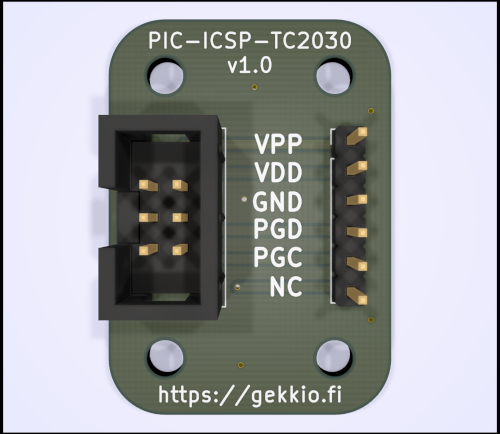 PIC-ICSP-TC2030
v1.0
VPP
VDD
GND
PGD
PGC
NC
https://gekkio.fi